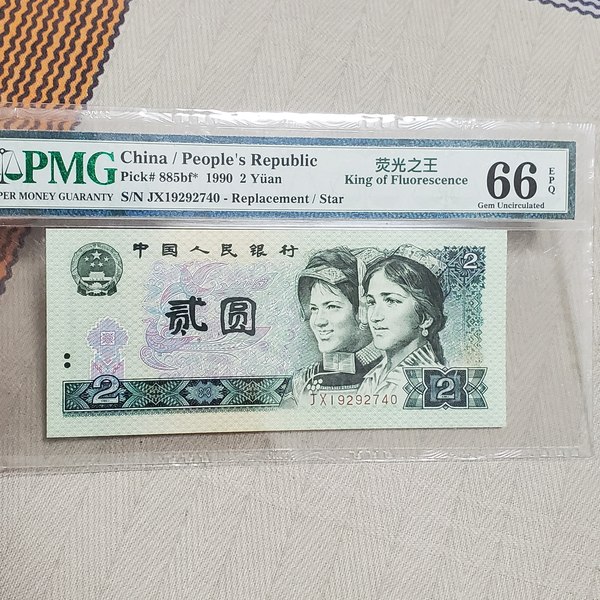 PMG
PER MONEY GUARANTY
China / People's Republic
Pick# 885bf* 1990 2 Yüan
S/N JX19292740 - Replacement / Star
荧光之王
King of Fluorescence
66
EPQ
Gem Uncirculated
中国人民银行
贰圆
2
2
JX19292740
2